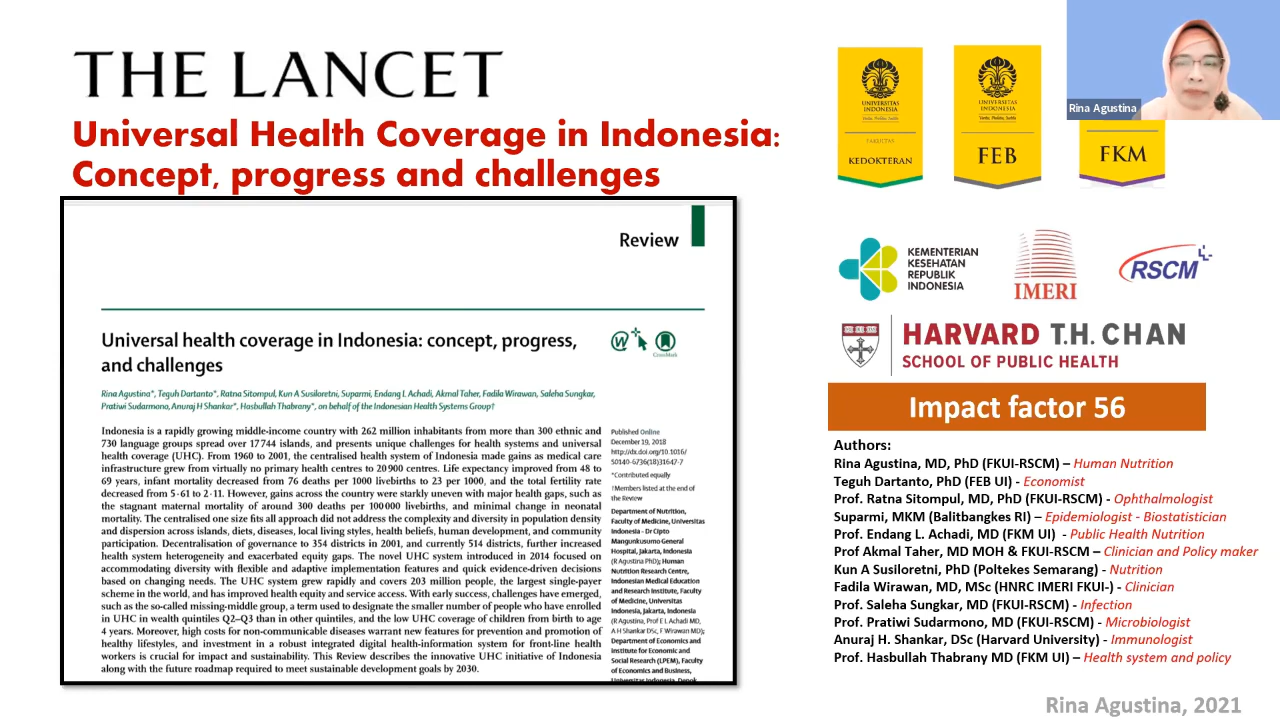 THE LANCET
Universal Health Coverage in Indonesia:
Concept, progress and challenges
Review
Universal health coverage in Indonesia: concept, progress,
and challenges
CrossMark
Rina Agustina*, Teguh Dartanto*, Ratna Sitompul, Kun A Susiloretni, Suparmi, Endang L Achadi, Akmal Taher, Fadila Wirawan, Saleha Sungkar,
Pratiwi Sudarmono, Anuraj H Shankar*, Hasbullah Thabrany*, on behalf of the Indonesian Health Systems Group†
Indonesia is a rapidly growing middle-income country with 262 million inhabitants from more than 300 ethnic and
730 language groups spread over 17 744 islands, and presents unique challenges for health systems and universal
health coverage (UHC). From 1960 to 2001, the centralised health system of Indonesia made gains as medical care
infrastructure grew from virtually no primary health centres to 20 900 centres. Life expectancy improved from 48 to
69 years, infant mortality decreased from 76 deaths per 1000 livebirths to 23 per 1000, and the total fertility rate
decreased from 5·61 to 2·11. However, gains across the country were starkly uneven with major health gaps, such as
the stagnant maternal mortality of around 300 deaths per 100 000 livebirths, and minimal change in neonatal
mortality. The centralised one size fits all approach did not address the complexity and diversity in population density
and dispersion across islands, diets, diseases, local living styles, health beliefs, human development, and community
participation. Decentralisation of governance to 354 districts in 2001, and currently 514 districts, further increased
health system heterogeneity and exacerbated equity gaps. The novel UHC system introduced in 2014 focused on
accommodating diversity with flexible and adaptive implementation features and quick evidence-driven decisions
based on changing needs. The UHC system grew rapidly and covers 203 million people, the largest single-payer
scheme in the world, and has improved health equity and service access. With early success, challenges have emerged,
such as the so-called missing-middle group, a term used to designate the smaller number of people who have enrolled
in UHC in wealth quintiles Q2–Q3 than in other quintiles, and the low UHC coverage of children from birth to age
4 years. Moreover, high costs for non-communicable diseases warrant new features for prevention and promotion of
healthy lifestyles, and investment in a robust integrated digital health-information system for front-line health
workers is crucial for impact and sustainability. This Review describes the innovative UHC initiative of Indonesia
along with the future roadmap required to meet sustainable development goals by 2030.
Published Online
December 19, 2018
http://dx.doi.org/10.1016/
S0140-6736(18)31647-7
*Contributed equally
†Members listed at the end of
the Review
Department of Nutrition,
Faculty of Medicine, Universitas
Indonesia - Dr Cipto
Mangunkusumo General
Hospital, Jakarta, Indonesia
(R Agustina PhD); Human
Nutrition Research Centre,
Indonesian Medical Education
and Research Institute, Faculty
of Medicine, Universitas
Indonesia, Jakarta, Indonesia
(R Agustina, Prof E L Achadi MD,
A H Shankar DSc, F Wirawan MD);
Department of Economics and
Institute for Economic and
Social Research (LPEM), Faculty
of Economics and Business,
Universitas Indonesia, Depok,
UNIVERSITAS
INDONESIA
Veritas, Probitas, Iustitia
FAKULTAS
KEDOKTERAN
UNIVERSITAS
INDONESIA
Veritas, Probitas, Iustitia
FEB
FKM
Rina Agustina
KEMENTERIAN
KESEHATAN
REPUBLIK
INDONESIA
IMERI
RSCM
HARVARD T.H. CHAN
SCHOOL OF PUBLIC HEALTH
Impact factor 56
Authors:
Rina Agustina, MD, PhD (FKUI-RSCM) – Human Nutrition
Teguh Dartanto, PhD (FEB UI) - Economist
Prof. Ratna Sitompul, MD, PhD (FKUI-RSCM) - Ophthalmologist
Suparmi, MKM (Balitbangkes RI) – Epidemiologist - Biostatistician
Prof. Endang L. Achadi, MD (FKM UI) - Public Health Nutrition
Prof Akmal Taher, MD MOH & FKUI-RSCM – Clinician and Policy maker
Kun A Susiloretni, PhD (Poltekes Semarang) - Nutrition
Fadila Wirawan, MD, MSc (HNRC IMERI FKUI-) - Clinician
Prof. Saleha Sungkar, MD (FKUI-RSCM) - Infection
Prof. Pratiwi Sudarmono, MD (FKUI-RSCM) - Microbiologist
Anuraj H. Shankar, DSc (Harvard University) - Immunologist
Prof. Hasbullah Thabrany MD (FKM UI) – Health system and policy
Rina Agustina, 2021